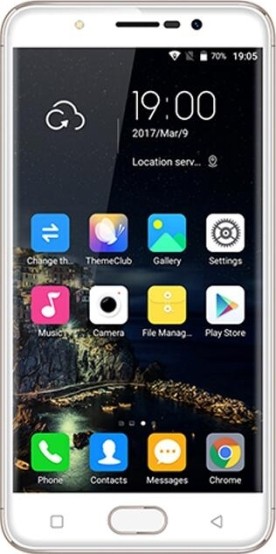 70% 19:05
19:00
2017/Mar/9
Location serv...
Change th..
ThemeClub
Gallery
Settings
Music
Camera
File Manag...
Play Store
Phone
Contacts
Messages
Chrome